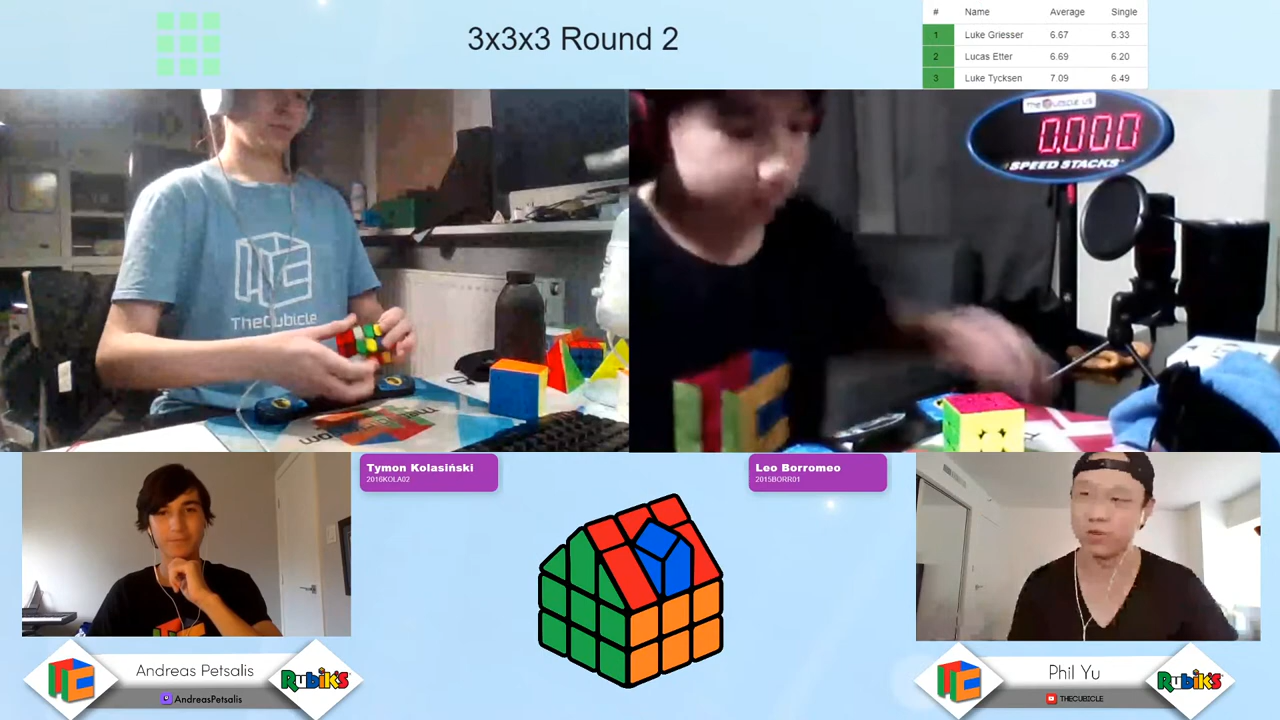 3x3x3 Round 2
# Name Average Single
1 Luke Griesser 6.67 6.33
2 Lucas Etter 6.69 6.20
3 Luke Tycksen 7.09 6.49
TheCubicle.us
0.000
SPEED STACKS
TheCubicle
Tymon Kolasiński
2016KOLA02
Leo Borromeo
2015BORR01
Andreas Petsalis
RUBIK'S
AndreasPetsalis
Phil Yu
RUBIK'S
THECUBICLE